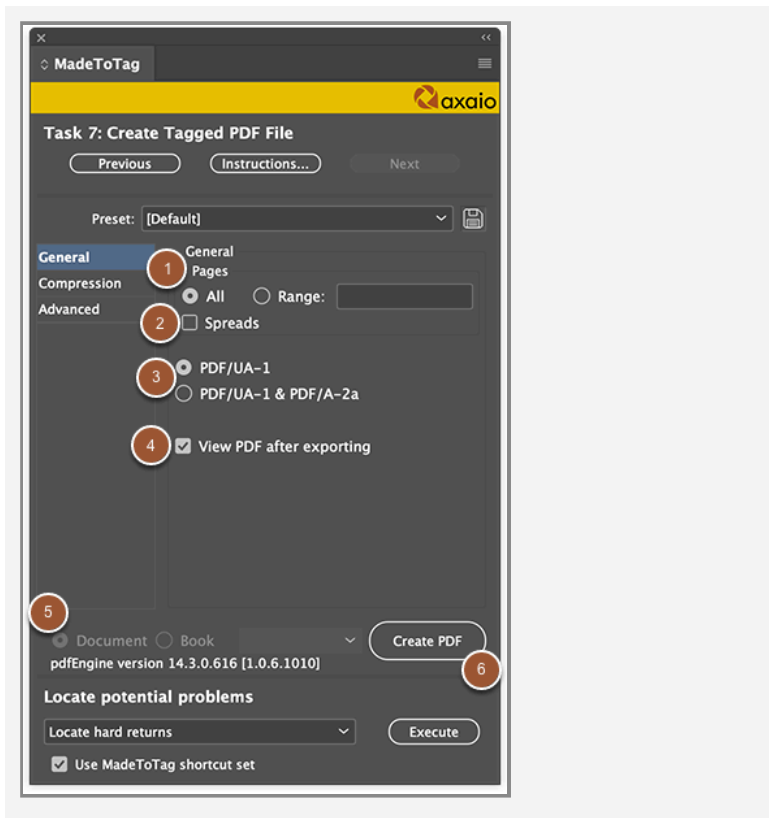 MadeToTag
axaio
Task 7: Create Tagged PDF File
Previous Instructions... Next
Preset: [Default]
General
Compression
Advanced
General
1 Pages
All Range:
2 Spreads
3 PDF/UA-1
PDF/UA-1 & PDF/A-2a
4 View PDF after exporting
5
Document Book Create PDF
6
pdfEngine version 14.3.0.616 [1.0.6.1010]
Locate potential problems
Locate hard returns Execute
Use MadeToTag shortcut set